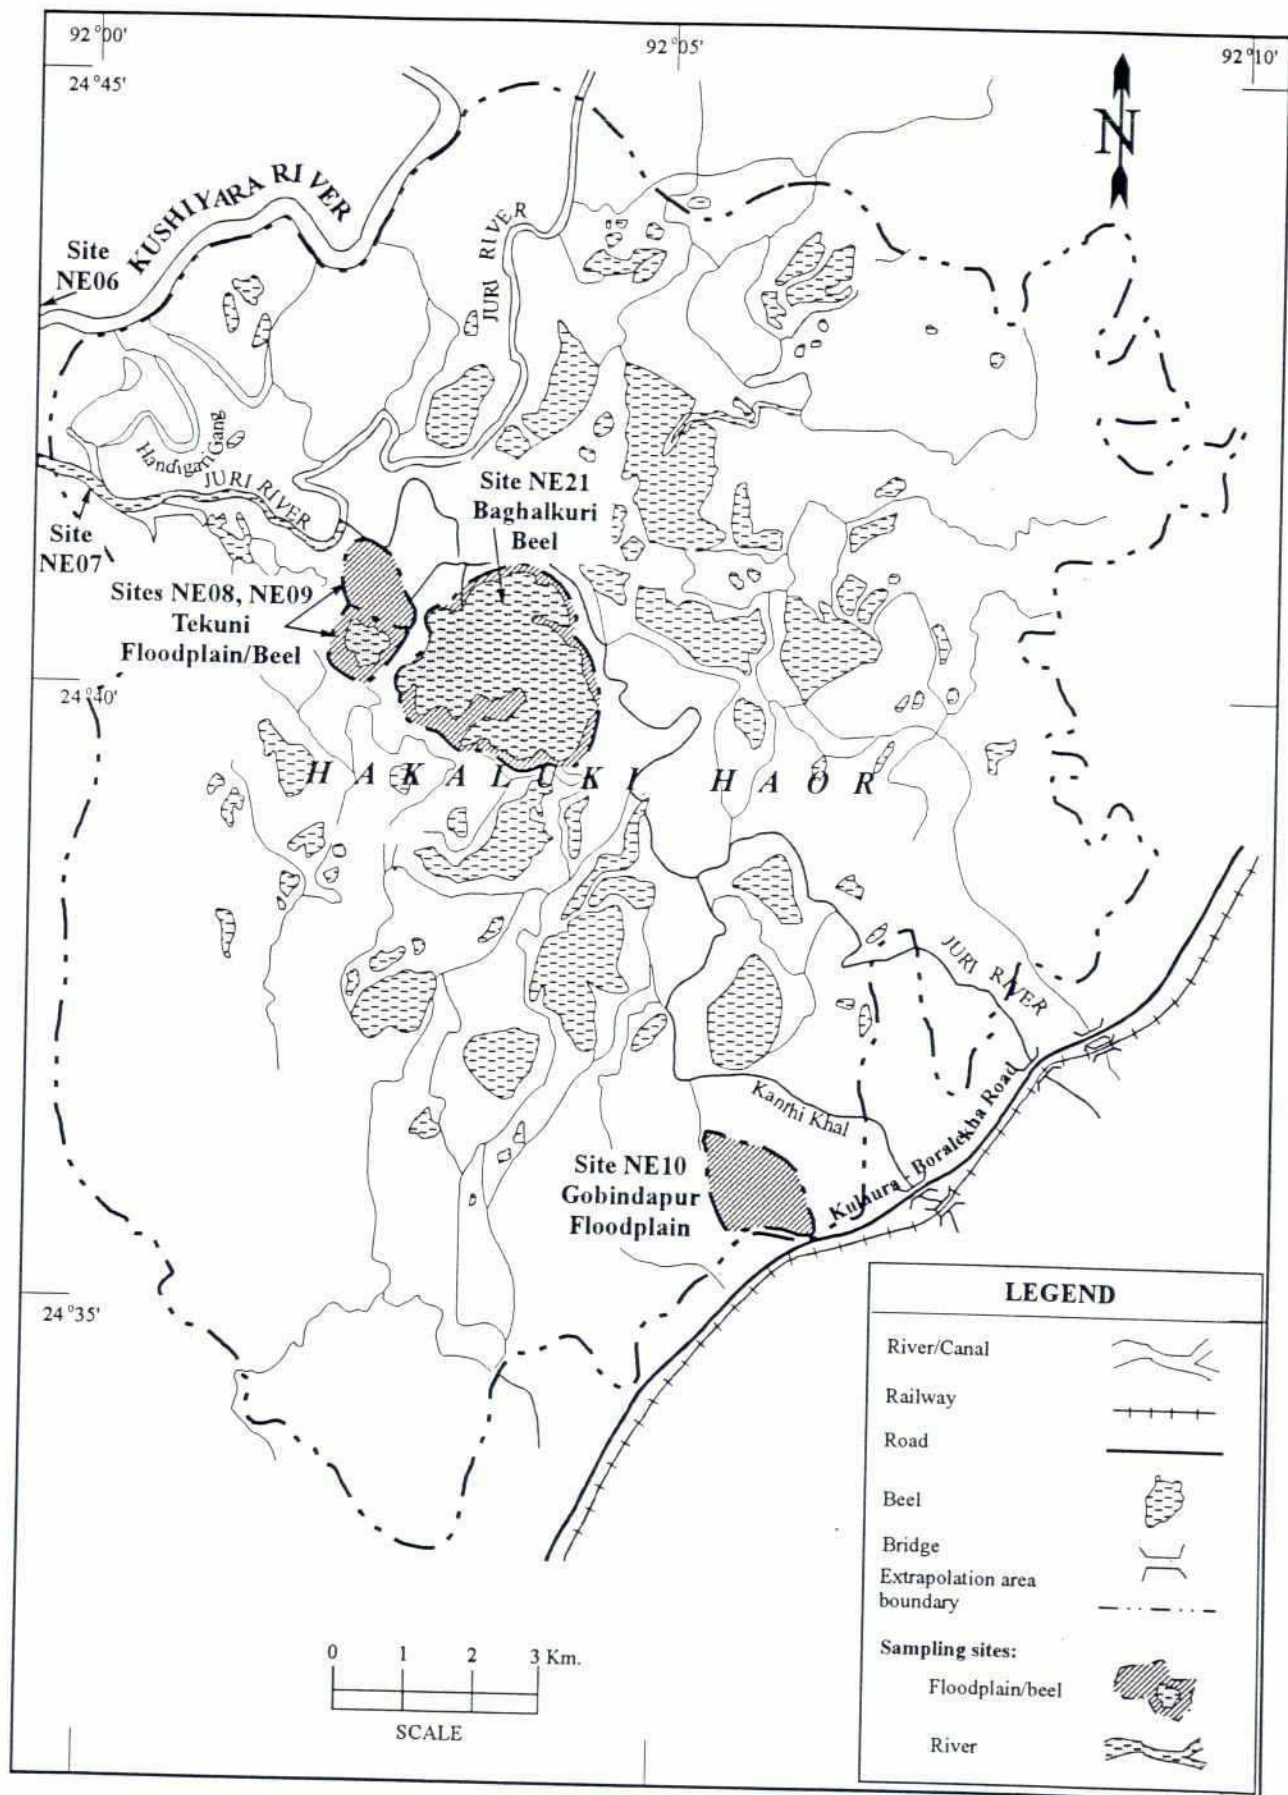 92 °00'
92 °05'
92 °10'
24 °45'
N
KUSHIYARA RIVER
JURI RIVER
Site
NE06
Handigari Gang
JURI RIVER
Site NE21
Baghalkuri
Beel
Site
NE07
Sites NE08, NE09
Tekuni
Floodplain/Beel
24 °40'
HAKALUKI HAOR
JURI RIVER
Kanthi Khal
Site NE10
Gobindapur
Floodplain
Kulaura - Boralekha Road
24 °35'
LEGEND
River/Canal
Railway
Road
Beel
Bridge
Extrapolation area
boundary
Sampling sites:
Floodplain/beel
River
0 1 2 3 Km.
SCALE